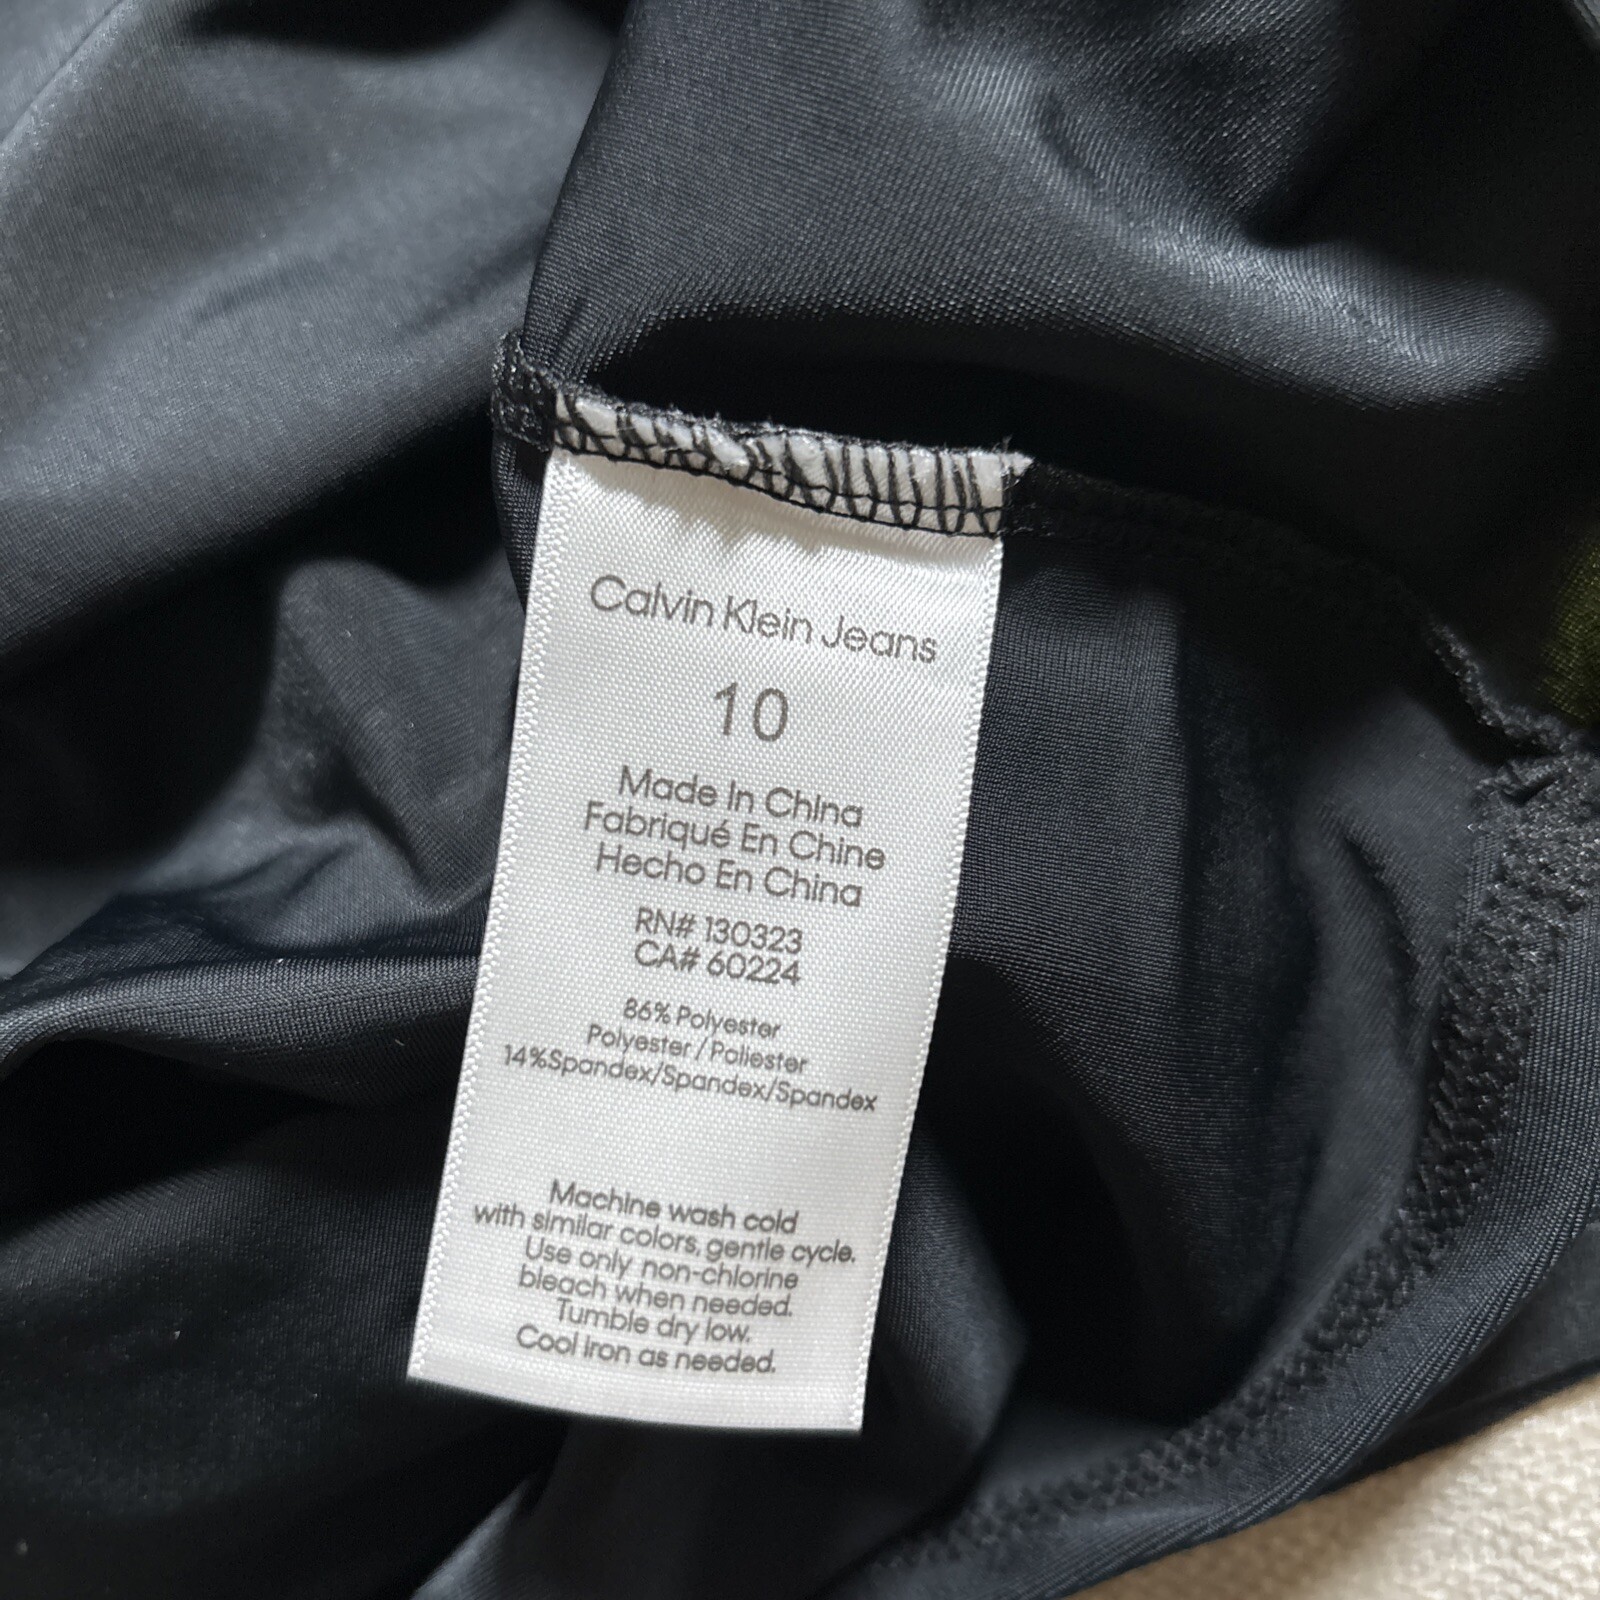 Calvin Klein Jeans
10
Made In China
Fabriqué En Chine
Hecho En China
RN# 130323
CA# 60224
86% Polyester
Polyester / Poliester
14%Spandex/Spandex/Spandex
Machine wash cold
with similar colors, gentle cycle.
Use only non-chlorine
bleach when needed.
Tumble dry low.
Cool iron as needed.